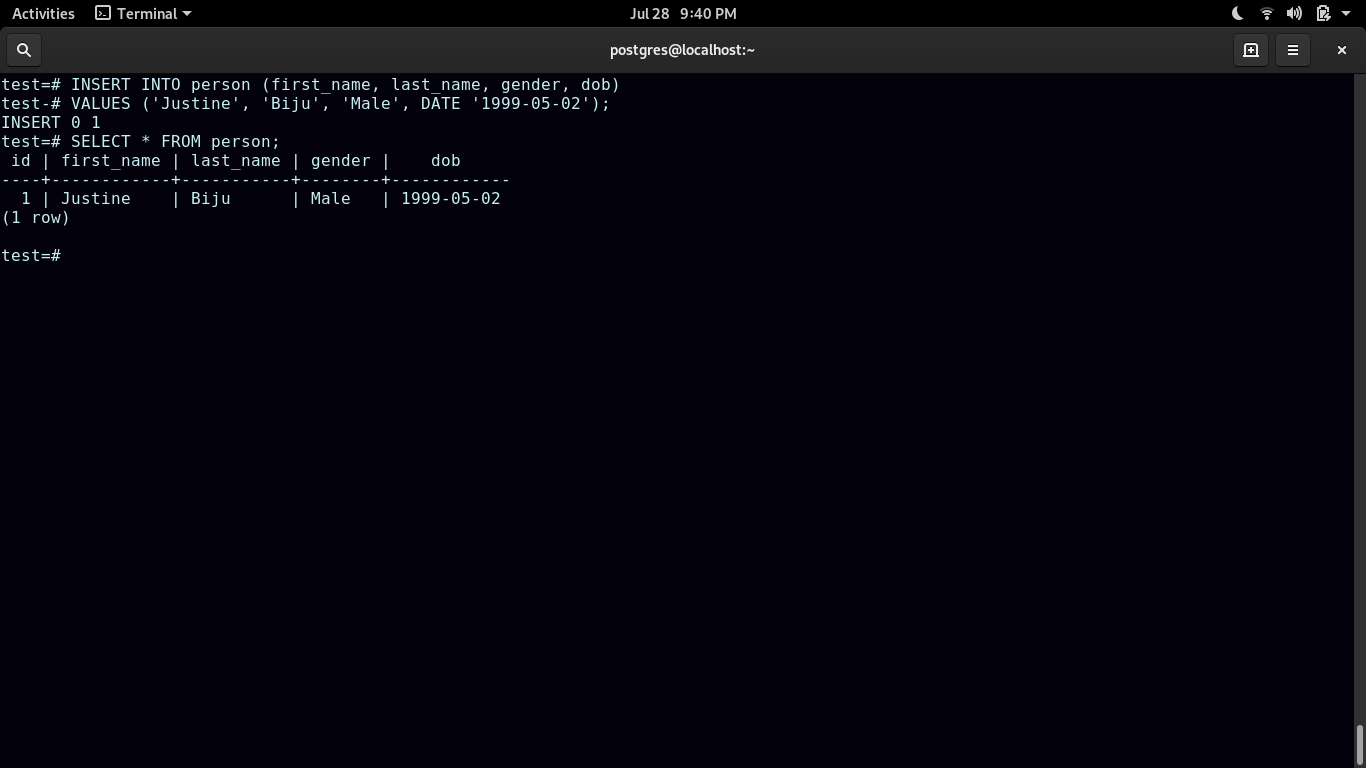 Activities Terminal Jul 28 9:40 PM
postgres@localhost:~
test=# INSERT INTO person (first_name, last_name, gender, dob)
test-# VALUES ('Justine', 'Biju', 'Male', DATE '1999-05-02');
INSERT 0 1
test=# SELECT * FROM person;
 id | first_name | last_name | gender |    dob
----+------------+-----------+--------+------------
  1 | Justine    | Biju      | Male   | 1999-05-02
(1 row)
test=#